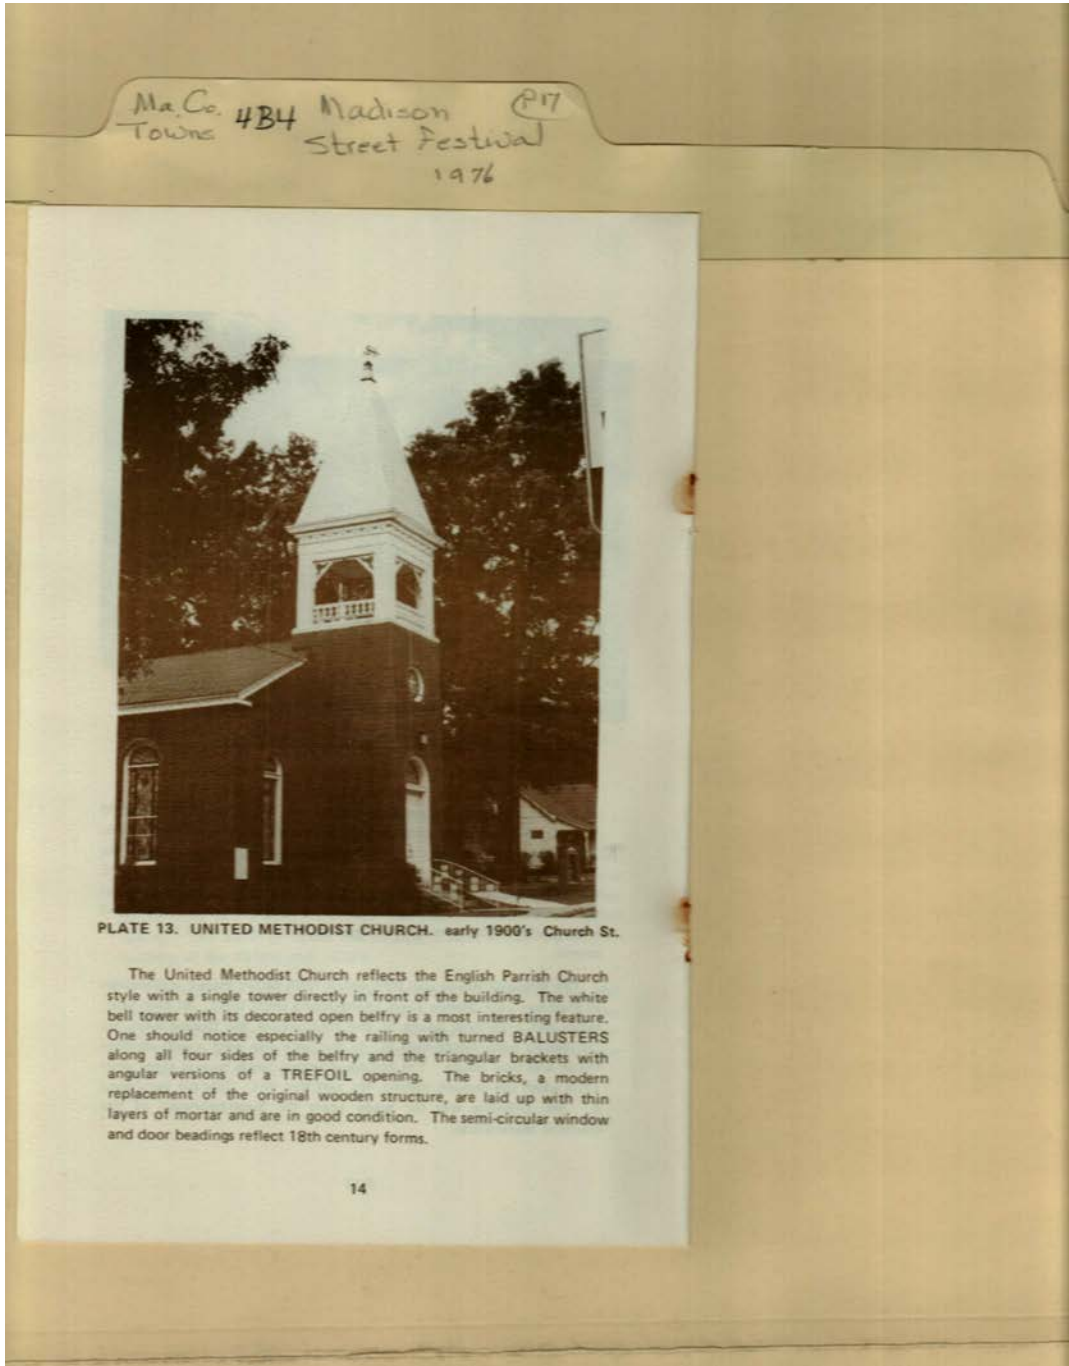 Ma. Co. 4B4 Madison P17
Towns Street Festival
1976
PLATE 13. UNITED METHODIST CHURCH. early 1900's Church St.
The United Methodist Church reflects the English Parrish Church
style with a single tower directly in front of the building. The white
bell tower with its decorated open belfry is a most interesting feature.
One should notice especially the railing with turned BALUSTERS
along all four sides of the belfry and the triangular brackets with
angular versions of a TREFOIL opening. The bricks, a modern
replacement of the original wooden structure, are laid up with thin
layers of mortar and are in good condition. The semi-circular window
and door beadings reflect 18th century forms.
14